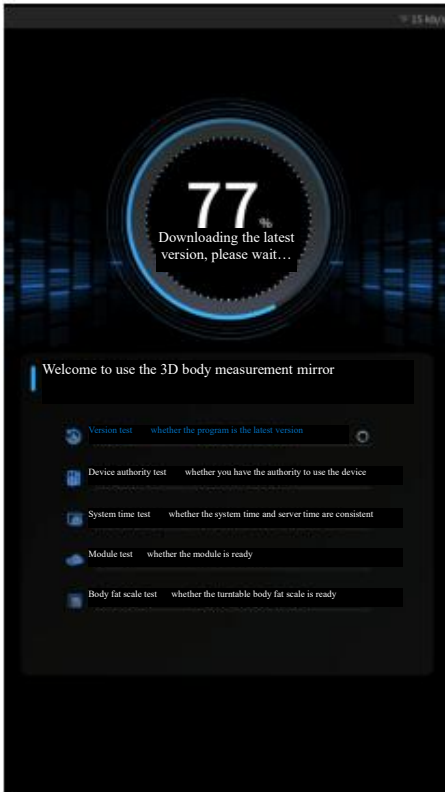 15 kb/s
77%
Downloading the latest
version, please wait…
Welcome to use the 3D body measurement mirror
Version test whether the program is the latest version
Device authority test whether you have the authority to use the device
System time test whether the system time and server time are consistent
Module test whether the module is ready
Body fat scale test whether the turntable body fat scale is ready